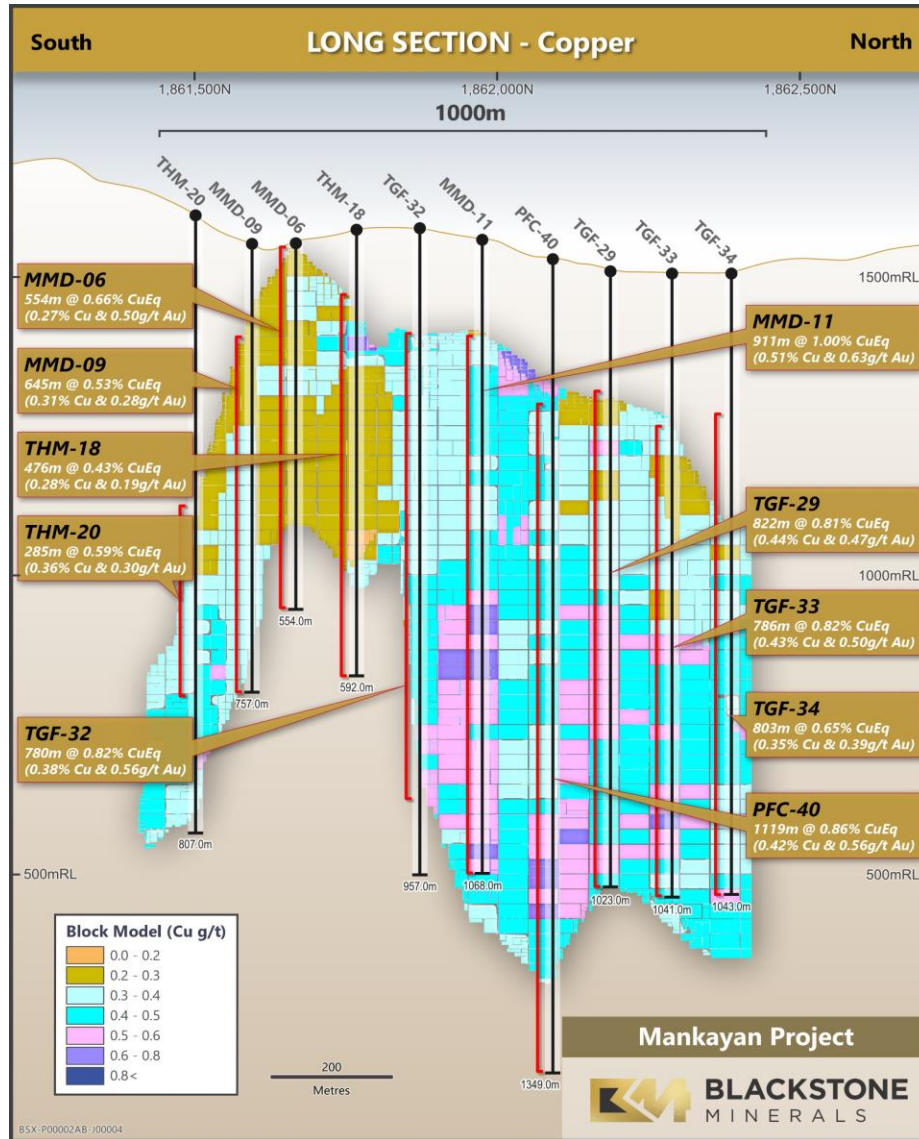 South
LONG SECTION - Copper
North
1,861,500N
1,862,000N
1,862,500N
1000m
THM-20
MMD-09
MMD-06
THM-18
TGF-32
MMD-11
PFC-40
TGF-29
TGF-33
TGF-34
1500mRL
1000mRL
500mRL
500mRL
MMD-06
554m @ 0.66% CuEq
(0.27% Cu & 0.50g/t Au)
MMD-09
645m @ 0.53% CuEq
(0.31% Cu & 0.28g/t Au)
THM-18
476m @ 0.43% CuEq
(0.28% Cu & 0.19g/t Au)
THM-20
285m @ 0.59% CuEq
(0.36% Cu & 0.30g/t Au)
TGF-32
780m @ 0.82% CuEq
(0.38% Cu & 0.56g/t Au)
MMD-11
911m @ 1.00% CuEq
(0.51% Cu & 0.63g/t Au)
TGF-29
822m @ 0.81% CuEq
(0.44% Cu & 0.47g/t Au)
TGF-33
786m @ 0.82% CuEq
(0.43% Cu & 0.50g/t Au)
TGF-34
803m @ 0.65% CuEq
(0.35% Cu & 0.39g/t Au)
PFC-40
1119m @ 0.86% CuEq
(0.42% Cu & 0.56g/t Au)
554.0m
592.0m
757.0m
807.0m
957.0m
1068.0m
1023.0m
1041.0m
1043.0m
1349.0m
Block Model (Cu g/t)
0.0 - 0.2
0.2 - 0.3
0.3 - 0.4
0.4 - 0.5
0.5 - 0.6
0.6 - 0.8
0.8<
200
Metres
Mankayan Project
BLACKSTONE
MINERALS
BSX-P00002AB-J00004